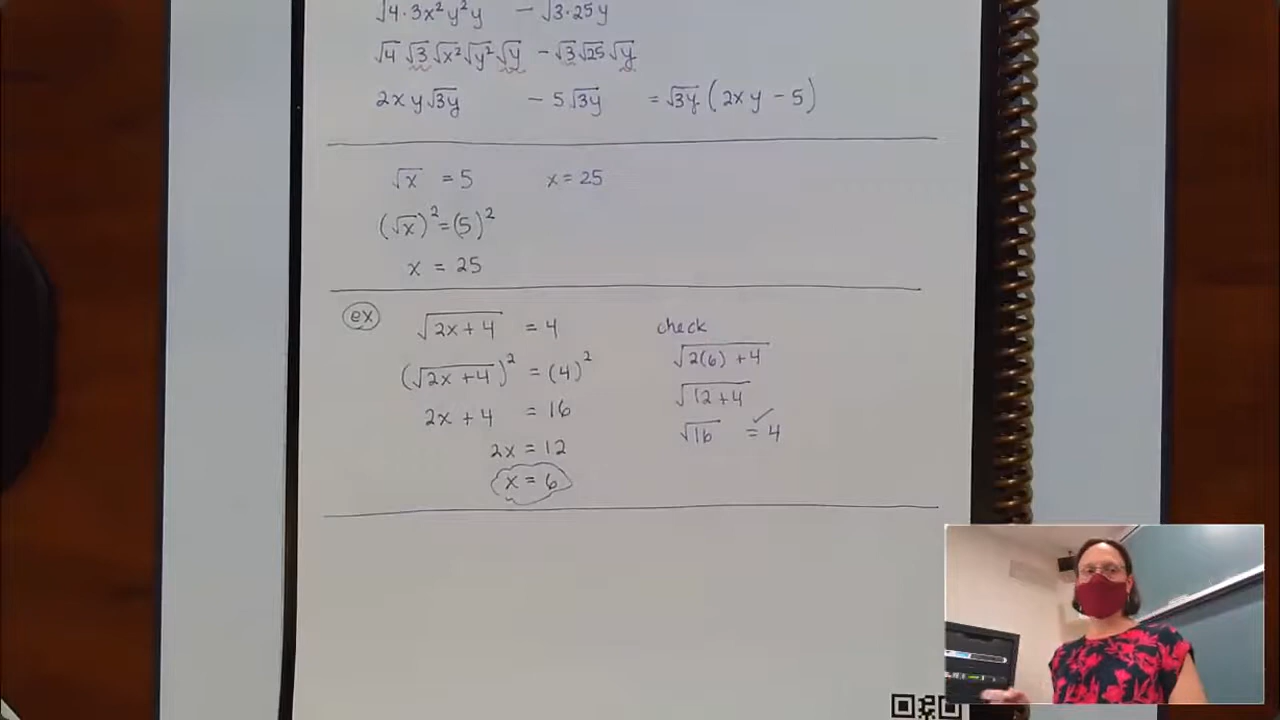 √4·3x²y²y - √3·25y
√4 √3 √x² √y² √y - √3 √25 √y
2xy√3y - 5√3y = √3y (2xy - 5)
√x = 5 x = 25
(√x)² = (5)²
x = 25
ex √2x+4 = 4
(√2x+4)² = (4)²
2x + 4 = 16
2x = 12
x = 6
check
√2(6)+4
√12+4
√16 = 4 ✓